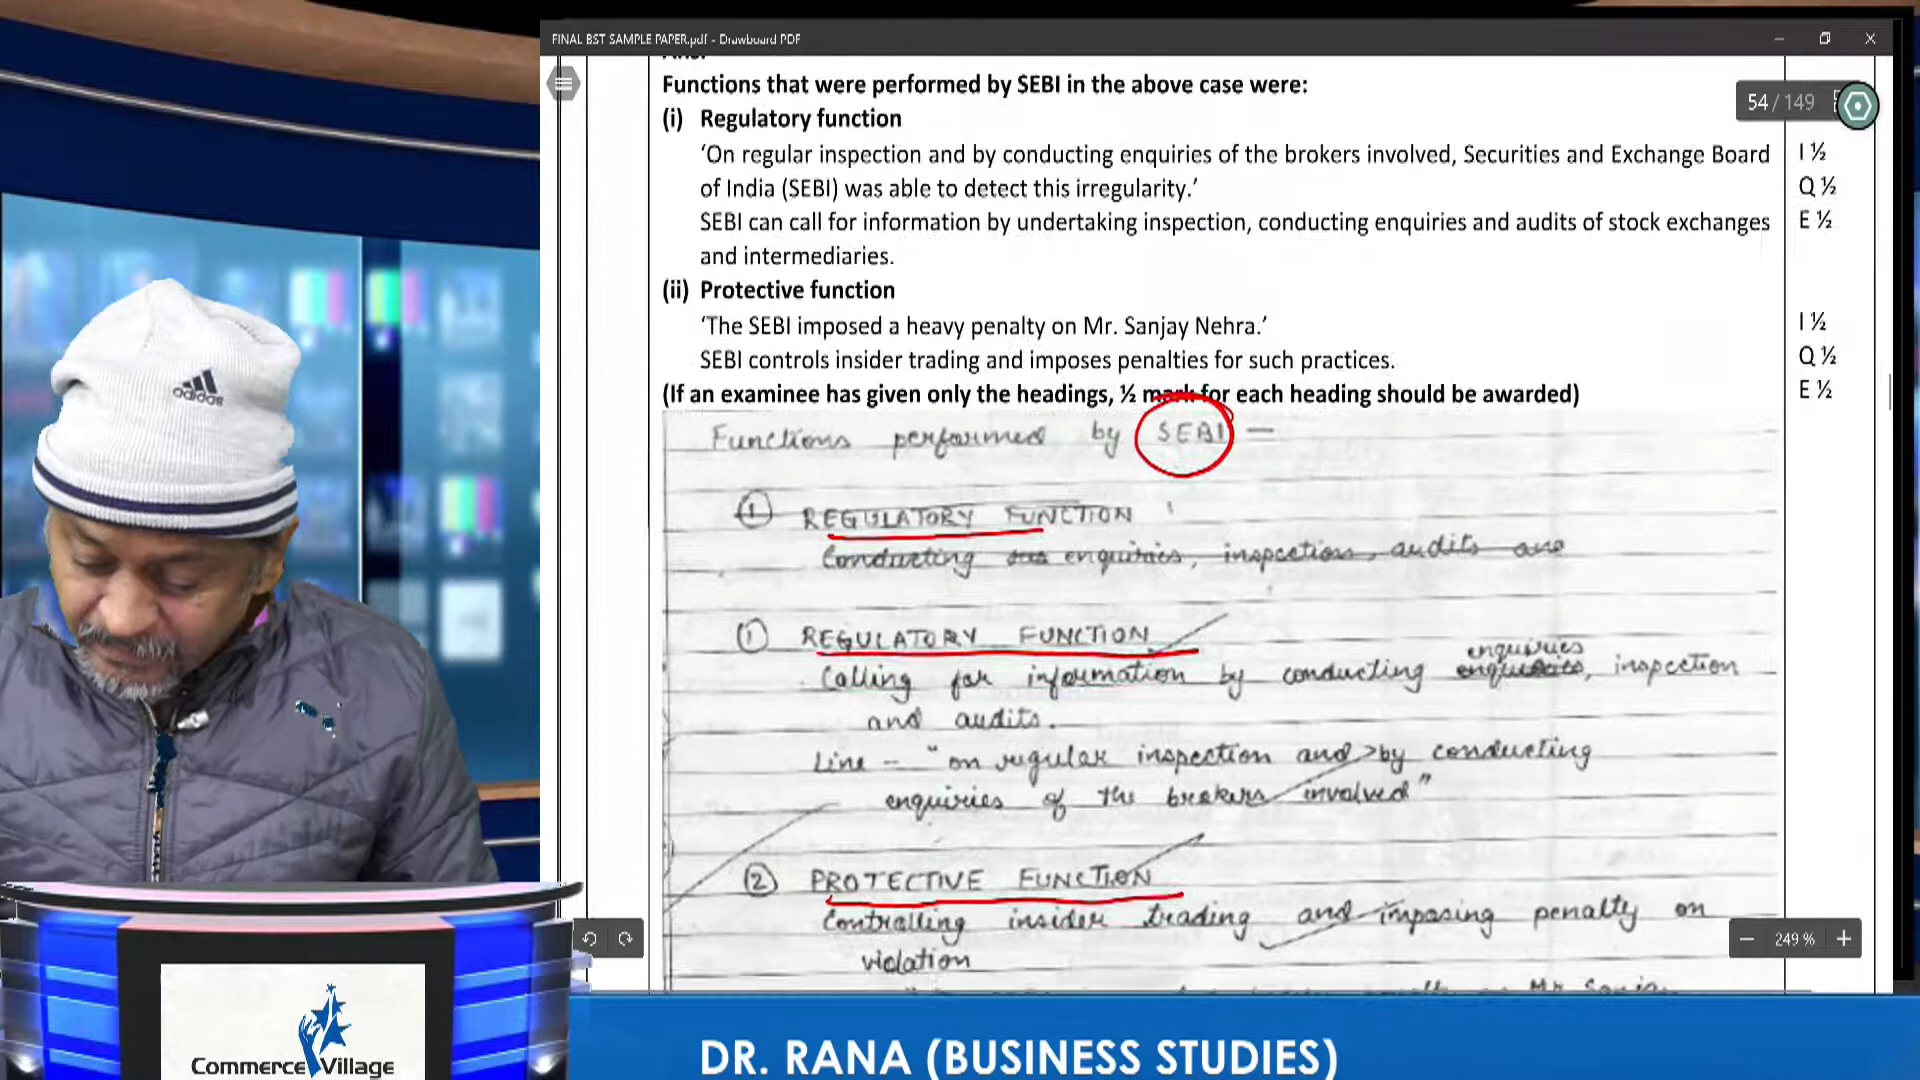 FINAL BST SAMPLE PAPER.pdf - Drawboard PDF
Ans.
Functions that were performed by SEBI in the above case were:
54 / 149
(i) Regulatory function
‘On regular inspection and by conducting enquiries of the brokers involved, Securities and Exchange Board
I ½
of India (SEBI) was able to detect this irregularity.’
Q ½
SEBI can call for information by undertaking inspection, conducting enquiries and audits of stock exchanges
E ½
and intermediaries.
(ii) Protective function
‘The SEBI imposed a heavy penalty on Mr. Sanjay Nehra.’
I ½
SEBI controls insider trading and imposes penalties for such practices.
Q ½
(If an examinee has given only the headings, ½ mark for each heading should be awarded)
E ½
Functions performed by SEBI —
① REGULATORY FUNCTION
Conducting enquiries, inspection, audits and
① REGULATORY FUNCTION
enquiries
Calling for information by conducting , inspection
and audits.
Line - "on regular inspection and by conducting
enquiries of the brokers involved"
② PROTECTIVE FUNCTION
Controlling insider trading and imposing penalty on
violation
penalty Mr. Sanjay
249 %
adidas
Commerce Village
DR. RANA (BUSINESS STUDIES)